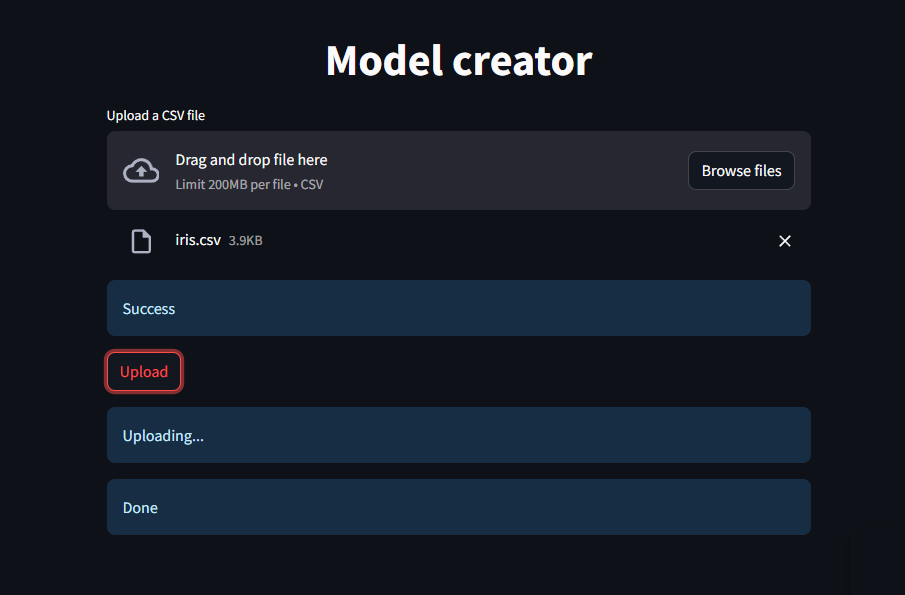 Model creator
Upload a CSV file
Drag and drop file here
Limit 200MB per file • CSV
Browse files
iris.csv 3.9KB
Success
Upload
Uploading...
Done